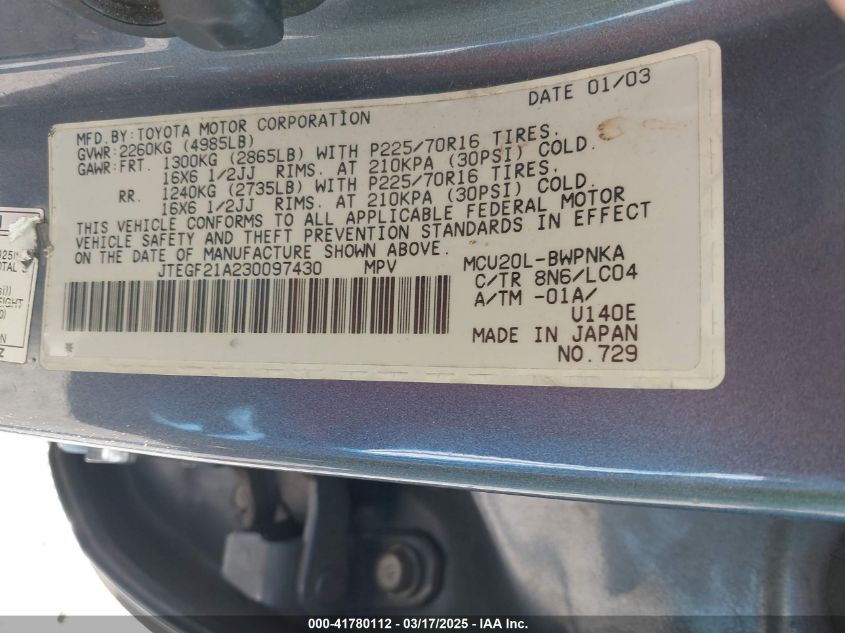 DATE 01/03
MFD.BY:TOYOTA MOTOR CORPORATION
GVWR:2260KG (4985LB)
GAWR:FRT. 1300KG (2865LB) WITH P225/70R16 TIRES.
16X6 1/2JJ RIMS. AT 210KPA (30PSI) COLD.
RR. 1240KG (2735LB) WITH P225/70R16 TIRES.
16X6 1/2JJ RIMS. AT 210KPA (30PSI) COLD.
THIS VEHICLE CONFORMS TO ALL APPLICABLE FEDERAL MOTOR
VEHICLE SAFETY AND THEFT PREVENTION STANDARDS IN EFFECT
ON THE DATE OF MANUFACTURE SHOWN ABOVE.
JTEGF21A230097430 MPV MCU20L-BWPNKA
C/TR 8N6/LC04
A/TM -01A/
U140E
MADE IN JAPAN
NO.729
000-41780112 / 03/17/2025 - IAA Inc.